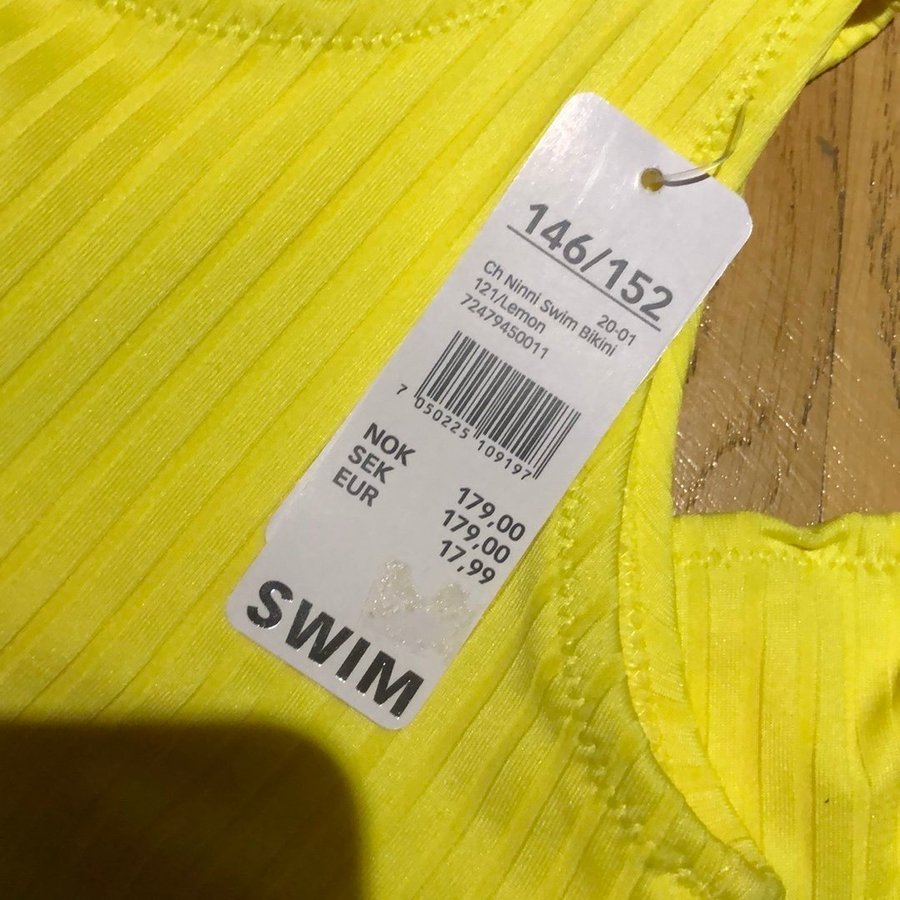 146/152
20-01
Ch Ninni Swim Bikini
121/Lemon
72479450011
7 050225 109197
NOK 179,00
SEK 179,00
EUR 17,99
SWIM